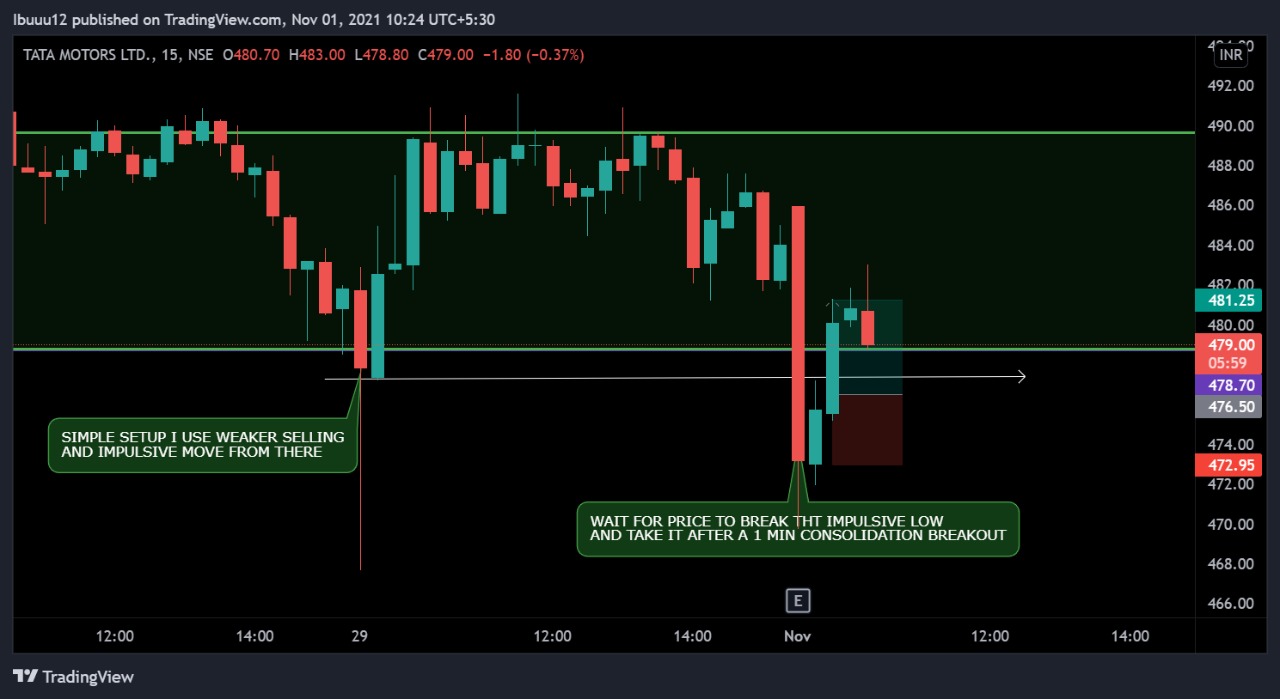 Ibuuu12 published on TradingView.com, Nov 01, 2021 10:24 UTC+5:30
TATA MOTORS LTD., 15, NSE O480.70 H483.00 L478.80 C479.00 −1.80 (−0.37%)
494.00
INR
492.00
490.00
488.00
486.00
484.00
482.00
481.25
480.00
479.00
05:59
478.70
476.50
474.00
472.95
472.00
470.00
468.00
466.00
SIMPLE SETUP I USE WEAKER SELLING
AND IMPULSIVE MOVE FROM THERE
WAIT FOR PRICE TO BREAK THT IMPULSIVE LOW
AND TAKE IT AFTER A 1 MIN CONSOLIDATION BREAKOUT
E
12:00 14:00 29 12:00 14:00 Nov 12:00 14:00
TradingView